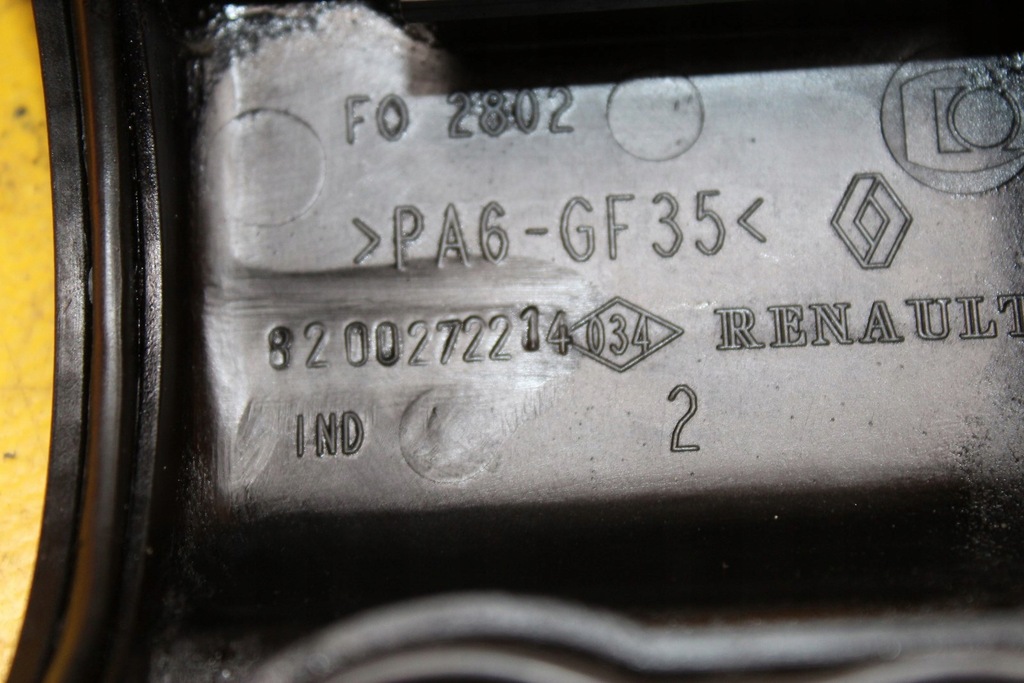 FO 2802
>PA6-GF35<
8200272214 034 RENAULT
IND 2